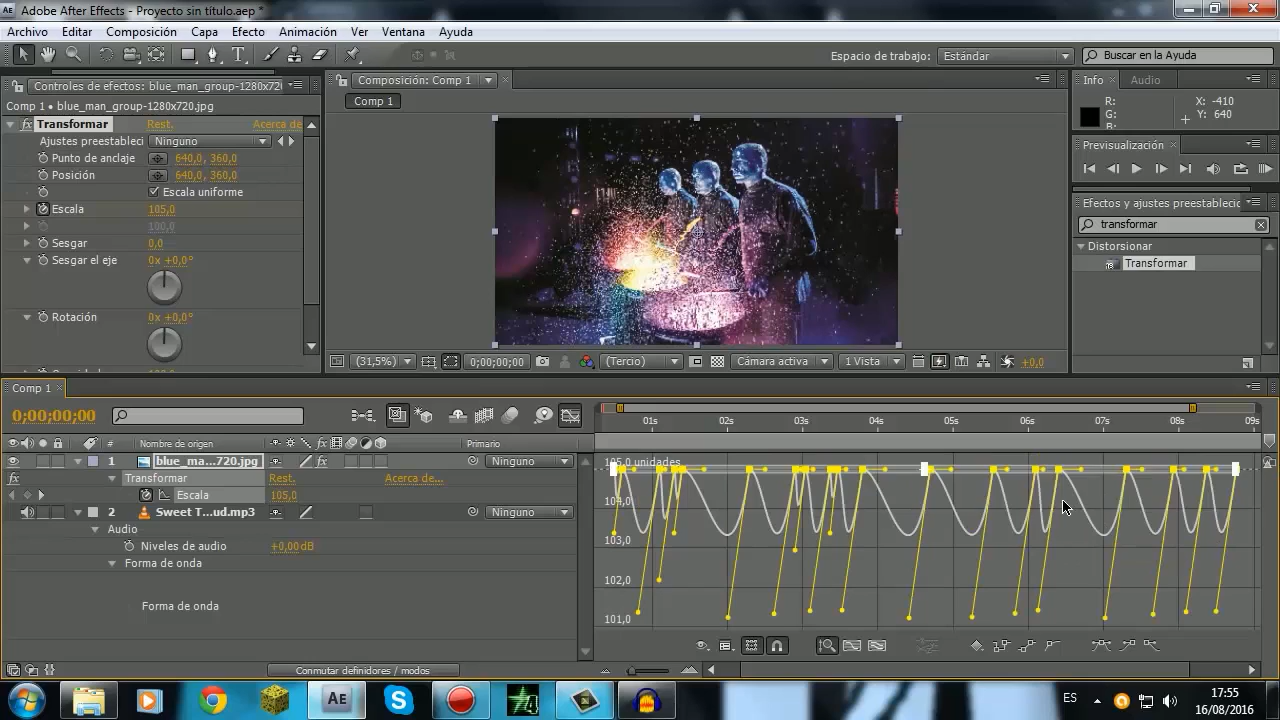 Adobe After Effects - Proyecto sin título.aep *
Archivo Editar Composición Capa Efecto Animación Ver Ventana Ayuda
Espacio de trabajo: Estándar Buscar en la Ayuda
Controles de efectos: blue_man_group-1280x72
Comp 1 • blue_man_group-1280x720.jpg
Transformar Rest. Acerca de
Ajustes preestableci Ninguno
Punto de anclaje 640,0, 360,0
Posición 640,0, 360,0
Escala uniforme
Escala 105,0
100,0
Sesgar 0,0
Sesgar el eje 0x +0,0°
Rotación 0x +0,0°
Composición: Comp 1
Comp 1
(31,5%) 0;00;00;00 (Tercio) Cámara activa 1 Vista +0,0
Info Audio
R: X: -410
G: Y: 640
B:
Previsualización
Efectos y ajustes preestablecic
transformar
Distorsionar
Transformar
Comp 1
0;00;00;00
# Nombre de origen Primario
1 blue_ma...720.jpg Ninguno
Transformar Rest. Acerca de...
Escala 105,0
2 Sweet T...ud.mp3 Ninguno
Audio
Niveles de audio +0,00dB
Forma de onda
Forma de onda
Conmutar definidores / modos
01s 02s 03s 04s 05s 06s 07s 08s 09s
105,0 unidades
104,0
103,0
102,0
101,0
ES 17:55
16/08/2016